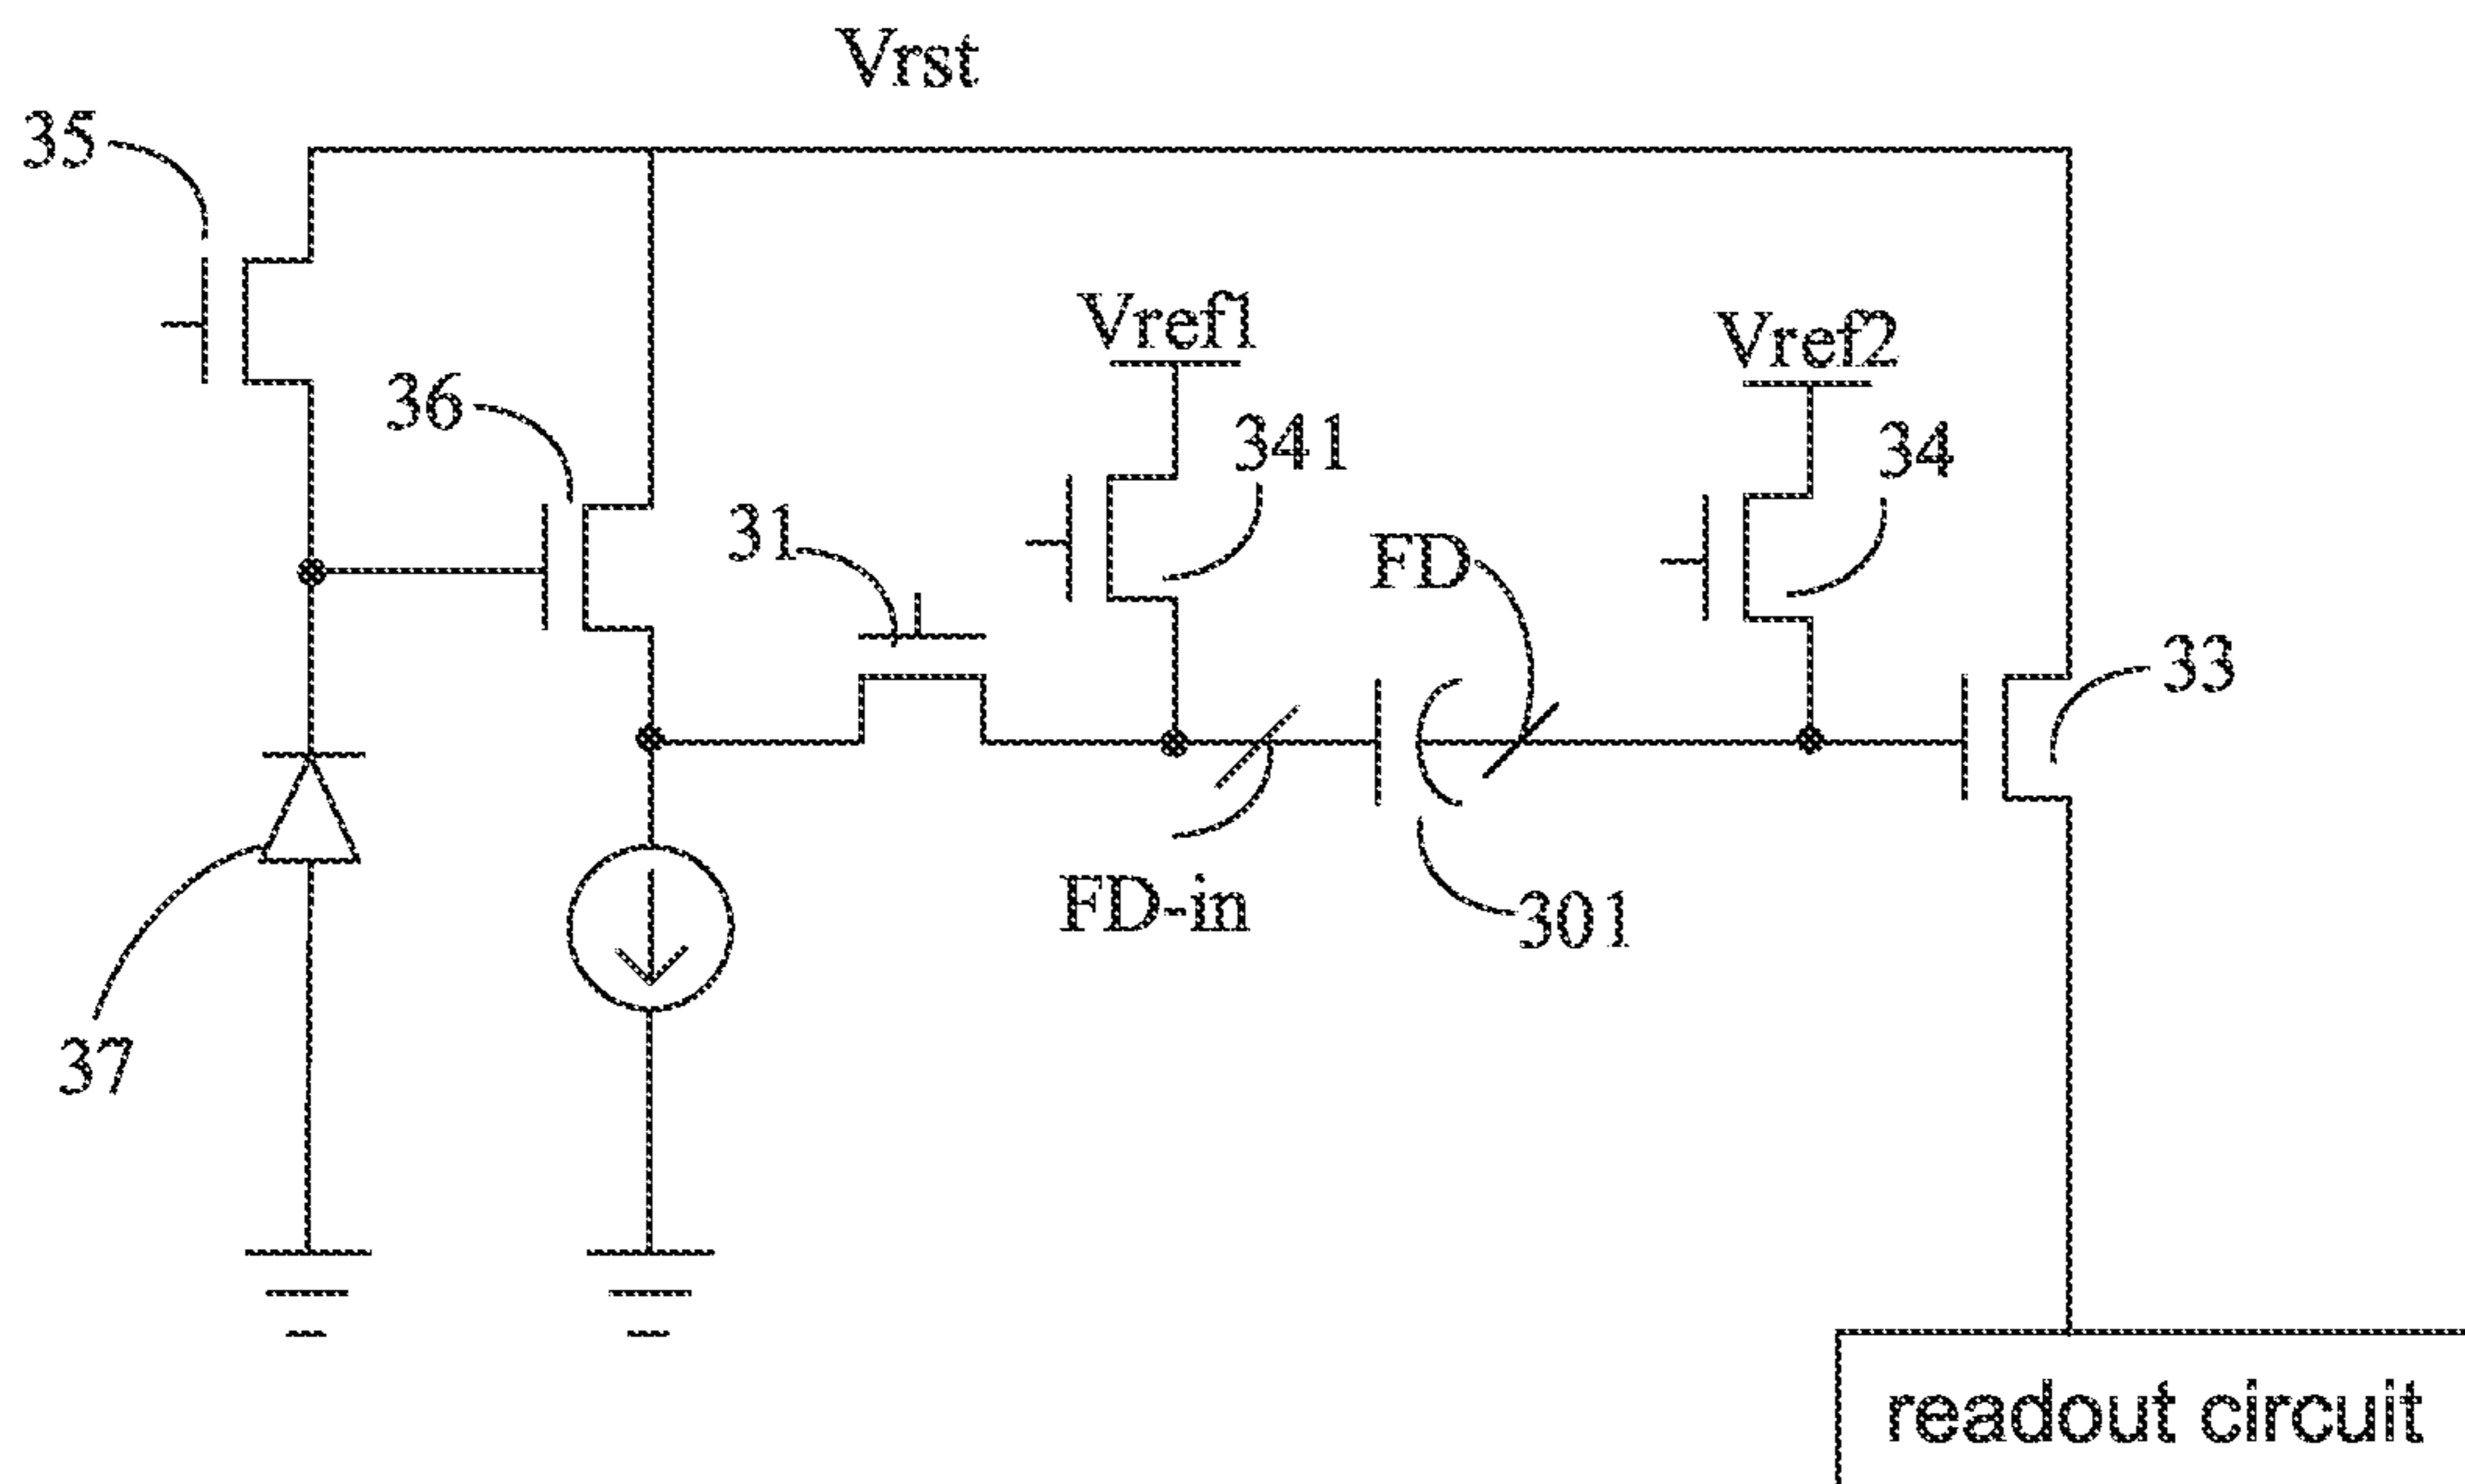 Vrst
35
Vref1
Vref2
36
341
34
31
FD
33
FD-in
301
37
readout circuit